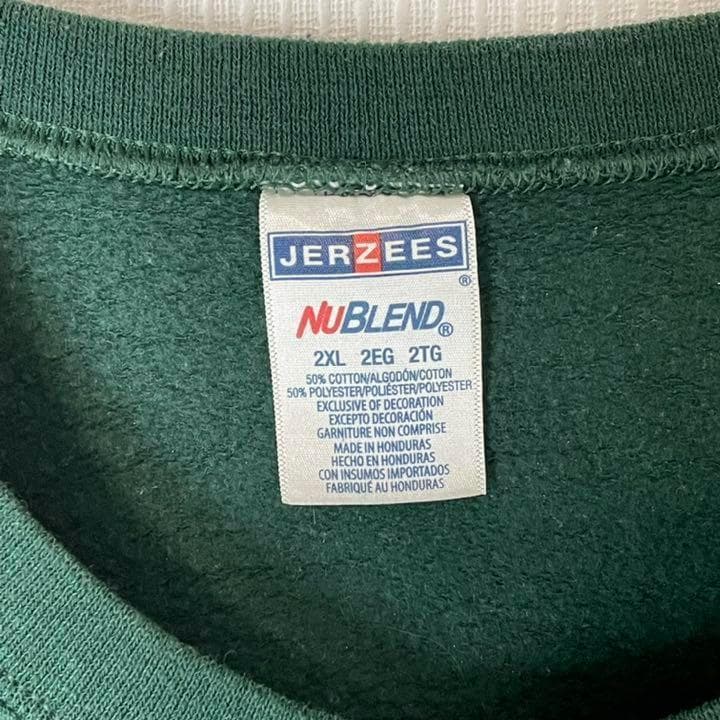 JERZEES
®
NUBLEND®
2XL 2EG 2TG
50% COTTON/ALGODÓN/COTON
50% POLYESTER/POLIÉSTER/POLYESTER
EXCLUSIVE OF DECORATION
EXCEPTO DECORACIÓN
GARNITURE NON COMPRISE
MADE IN HONDURAS
HECHO EN HONDURAS
CON INSUMOS IMPORTADOS
FABRIQUÉ AU HONDURAS